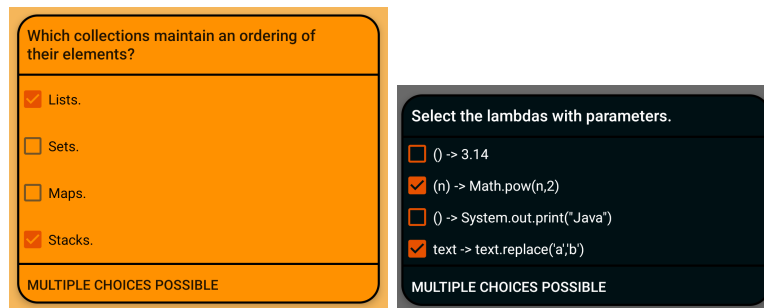 Which collections maintain an ordering of
their elements?
Lists.
Sets.
Maps.
Stacks.
MULTIPLE CHOICES POSSIBLE
Select the lambdas with parameters.
() -> 3.14
(n) -> Math.pow(n,2)
() -> System.out.print("Java")
text -> text.replace('a','b')
MULTIPLE CHOICES POSSIBLE